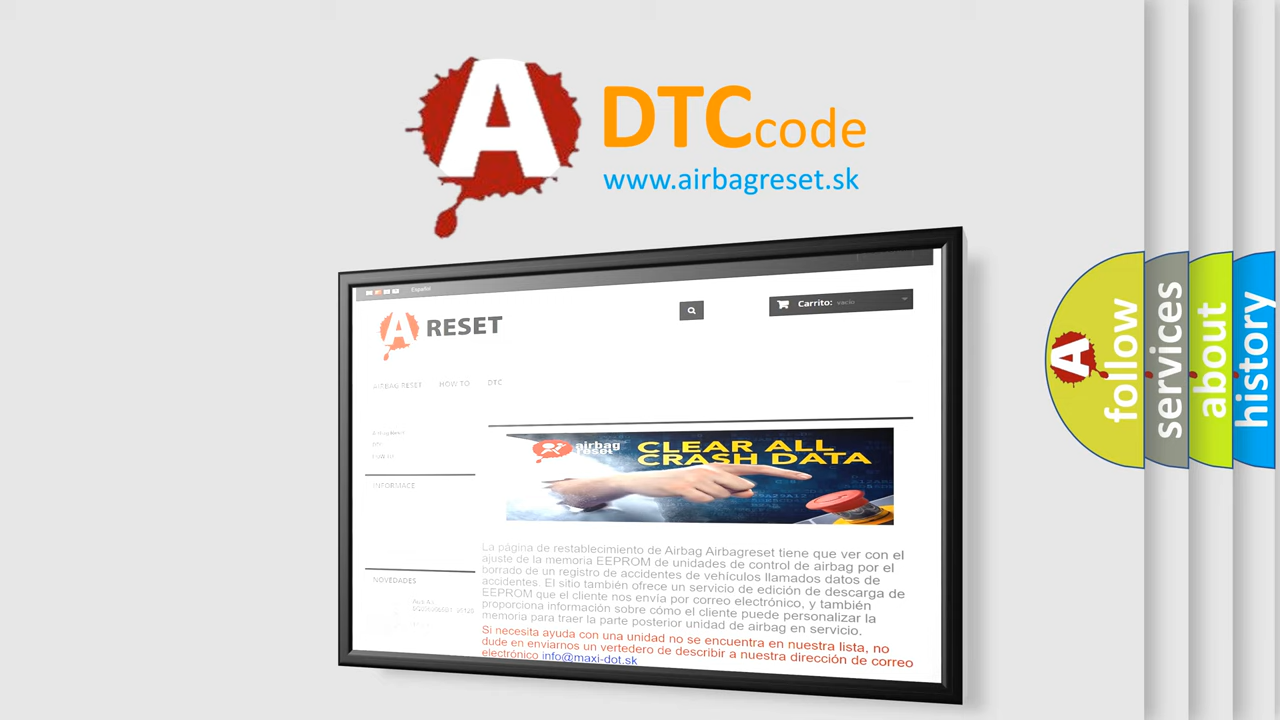 A DTCcode
www.airbagreset.sk
Español
A RESET
Carrito: vacío
AIRBAG RESET HOW TO DTC
INFORMACE
NOVEDADES
airbag reset
CLEAR ALL
CRASH DATA
La página de restablecimiento de Airbag Airbagreset tiene que ver con el
ajuste de la memoria EEPROM de unidades de control de airbag por el
borrado de un registro de accidentes de vehículos llamados datos de
accidentes. El sitio también ofrece un servicio de edición de descarga de
EEPROM que el cliente nos envía por correo electrónico, y también
proporciona información sobre cómo el cliente puede personalizar la
memoria para traer la parte posterior unidad de airbag en servicio.
Si necesita ayuda con una unidad no se encuentra en nuestra lista, no
dude en enviarnos un vertedero de describir a nuestra dirección de correo
electrónico info@maxi-dot.sk
A follow
services
about
history